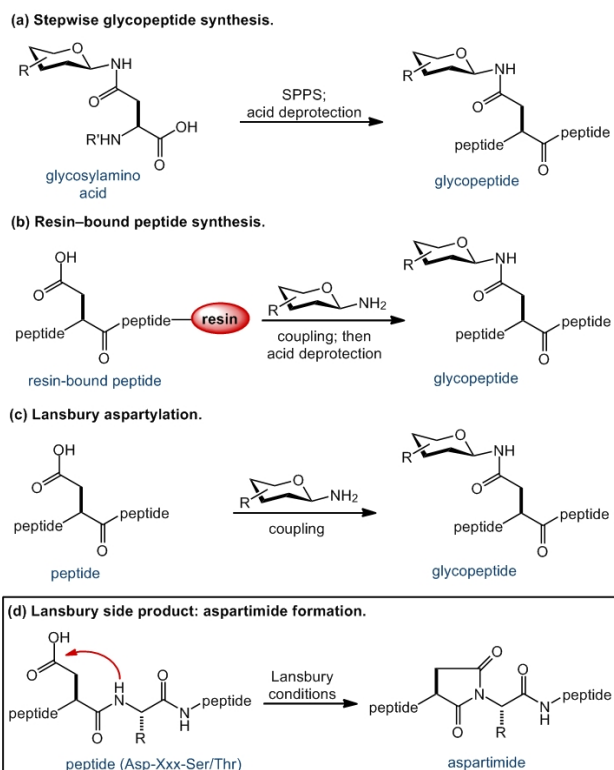 (a) Stepwise glycopeptide synthesis.
O
R
NH
O
R'HN
OH
O
glycosylamino
acid
SPPS;
acid deprotection
O
R
NH
O
peptide
peptide
O
glycopeptide
(b) Resin–bound peptide synthesis.
OH
O
peptide
peptide
resin
O
resin-bound peptide
O
R
NH2
coupling; then
acid deprotection
O
R
NH
O
peptide
peptide
O
glycopeptide
(c) Lansbury aspartylation.
OH
O
peptide
peptide
O
peptide
O
R
NH2
coupling
O
R
NH
O
peptide
peptide
O
glycopeptide
(d) Lansbury side product: aspartimide formation.
OH
O
H
N
O
peptide
peptide
O
R
N
H
peptide (Asp-Xxx-Ser/Thr)
Lansbury
conditions
O
O
peptide
N
peptide
O
R
N
H
aspartimide